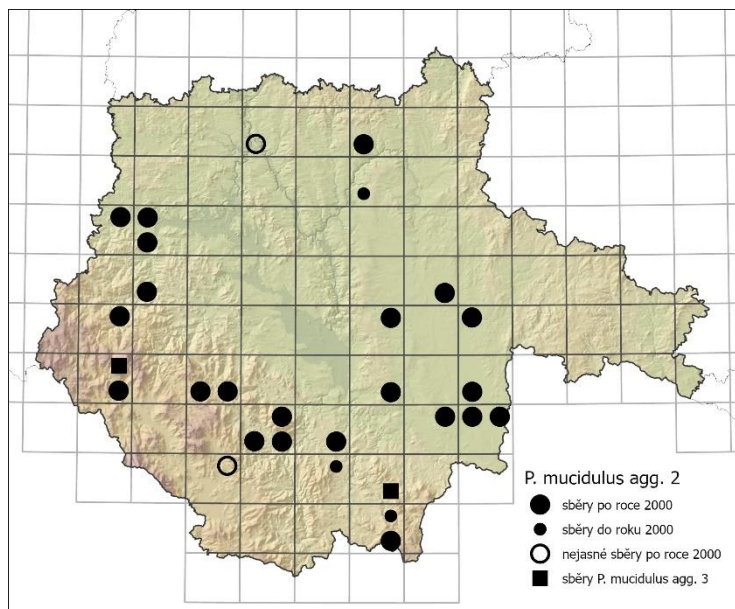 P. mucidulus agg. 2
sběry po roce 2000
sběry do roku 2000
nejasné sběry po roce 2000
sběry P. mucidulus agg. 3